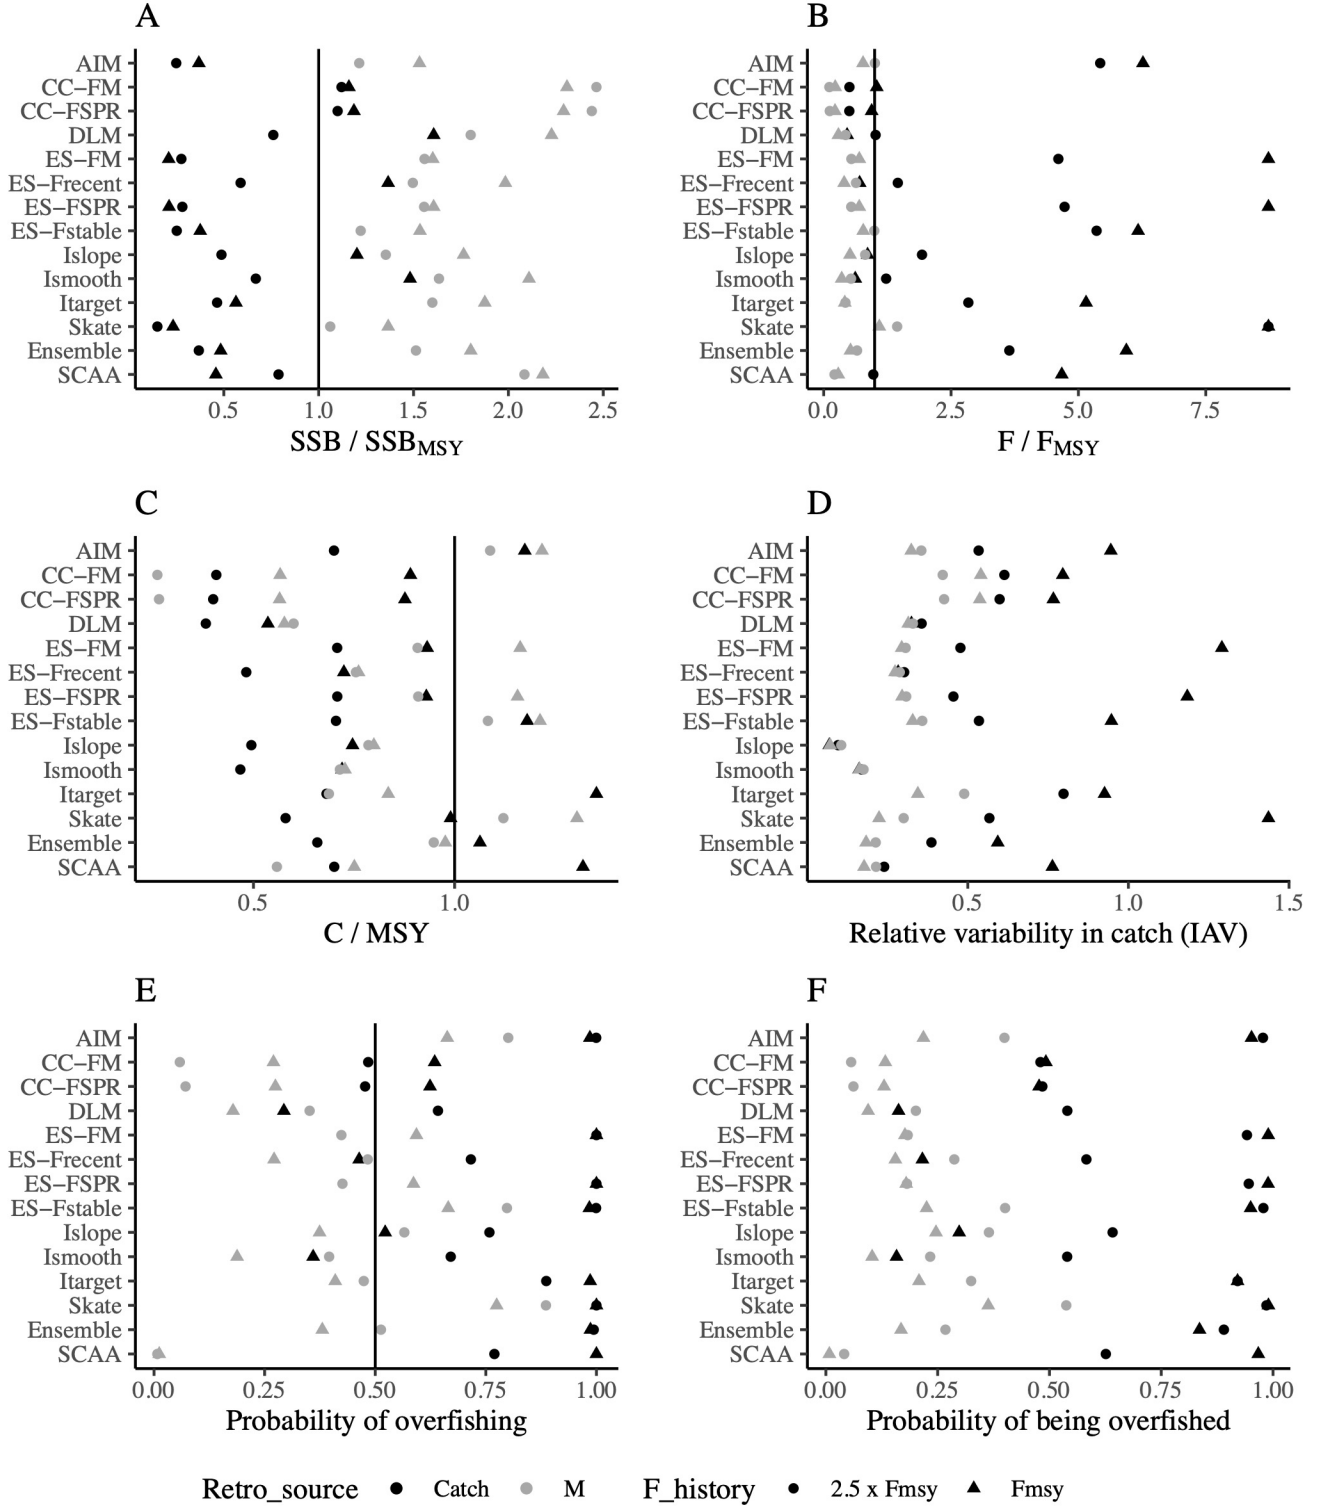 A
AIM
CC−FM
CC−FSPR
DLM
ES−FM
ES−Frecent
ES−FSPR
ES−Fstable
Islope
Ismooth
Itarget
Skate
Ensemble
SCAA
0.5 1.0 1.5 2.0 2.5
SSB / SSBMSY
B
AIM
CC−FM
CC−FSPR
DLM
ES−FM
ES−Frecent
ES−FSPR
ES−Fstable
Islope
Ismooth
Itarget
Skate
Ensemble
SCAA
0.0 2.5 5.0 7.5
F / FMSY
C
AIM
CC−FM
CC−FSPR
DLM
ES−FM
ES−Frecent
ES−FSPR
ES−Fstable
Islope
Ismooth
Itarget
Skate
Ensemble
SCAA
0.5 1.0
C / MSY
D
AIM
CC−FM
CC−FSPR
DLM
ES−FM
ES−Frecent
ES−FSPR
ES−Fstable
Islope
Ismooth
Itarget
Skate
Ensemble
SCAA
0.5 1.0 1.5
Relative variability in catch (IAV)
E
AIM
CC−FM
CC−FSPR
DLM
ES−FM
ES−Frecent
ES−FSPR
ES−Fstable
Islope
Ismooth
Itarget
Skate
Ensemble
SCAA
0.00 0.25 0.50 0.75 1.00
Probability of overfishing
F
AIM
CC−FM
CC−FSPR
DLM
ES−FM
ES−Frecent
ES−FSPR
ES−Fstable
Islope
Ismooth
Itarget
Skate
Ensemble
SCAA
0.00 0.25 0.50 0.75 1.00
Probability of being overfished
Retro_source Catch M F_history 2.5 x Fmsy Fmsy